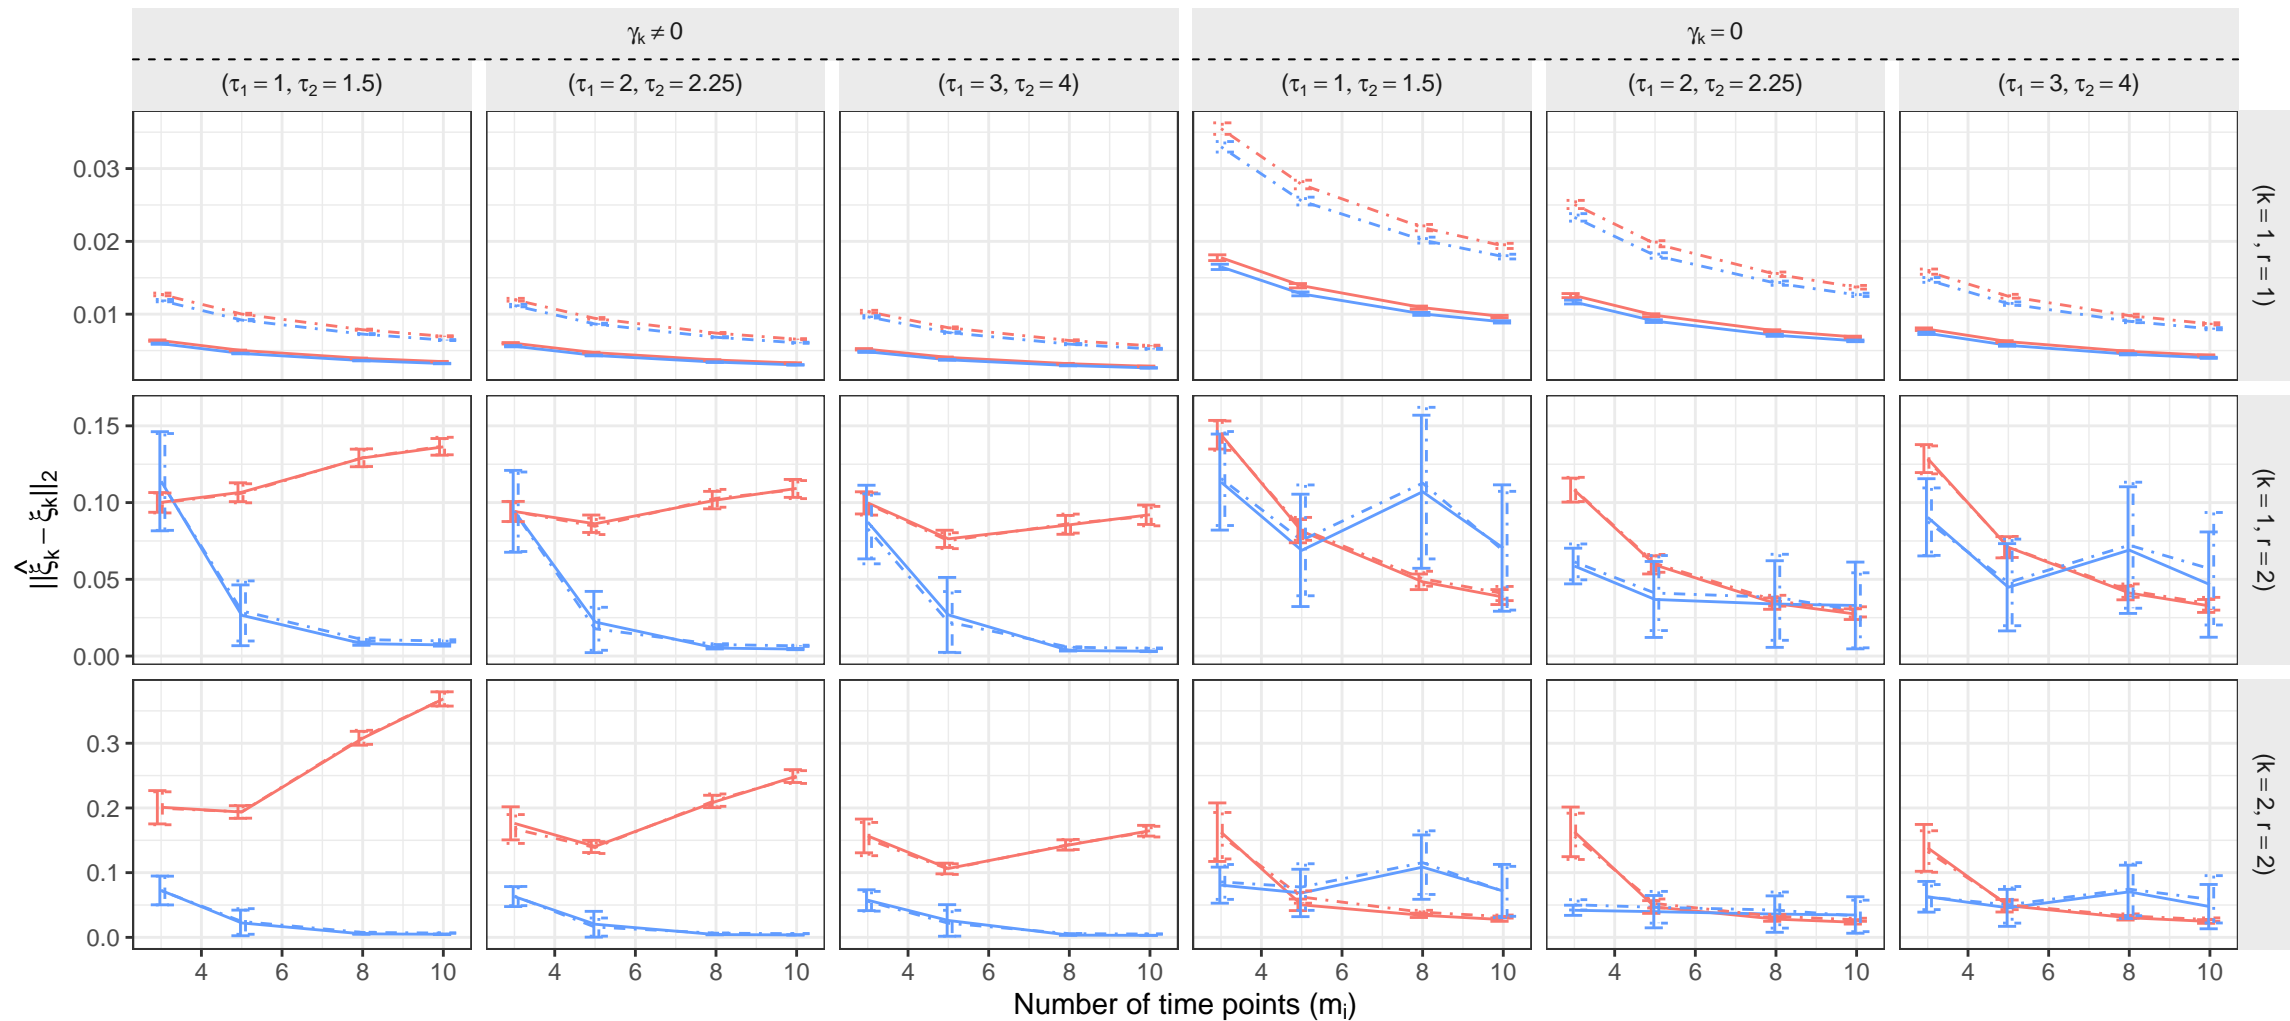 γk ≠ 0 γk = 0
(τ1 = 1, τ2 = 1.5) (τ1 = 2, τ2 = 2.25) (τ1 = 3, τ2 = 4) (τ1 = 1, τ2 = 1.5) (τ1 = 2, τ2 = 2.25) (τ1 = 3, τ2 = 4)
0.03
0.02
0.01
(k = 1, r = 1)
0.15
0.10
0.05
0.00
(k = 1, r = 2)
||ξ̂k − ξk||2
0.3
0.2
0.1
0.0
(k = 2, r = 2)
4 6 8 10 4 6 8 10 4 6 8 10 4 6 8 10 4 6 8 10 4 6 8 10
Number of time points (mi)